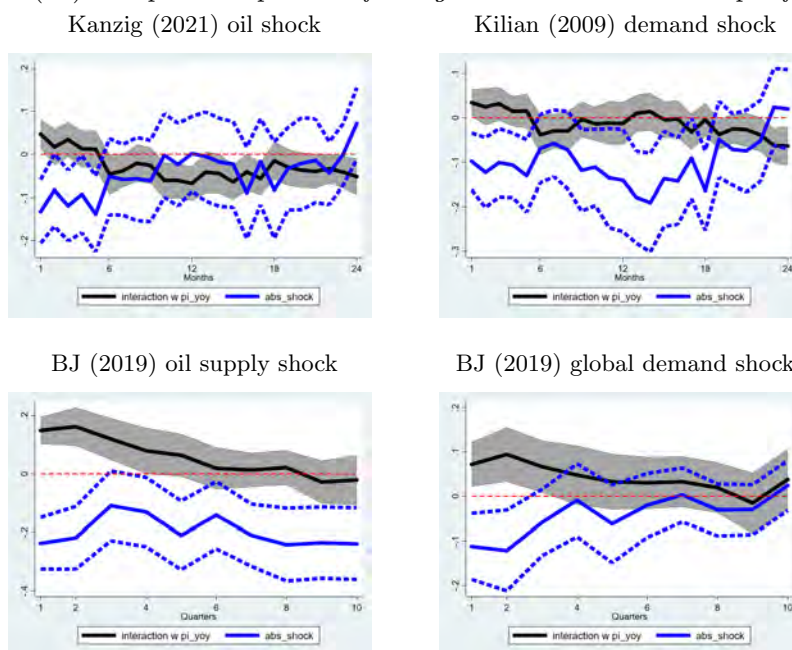 Kanzig (2021) oil shock
Kilian (2009) demand shock
.2
.1
0
-.1
-.2
1
6
12
18
24
Months
interaction w pi_yoy
abs_shock
.1
0
-.1
-.2
-.3
1
6
12
18
24
Months
interaction w pi_yoy
abs_shock
BJ (2019) oil supply shock
BJ (2019) global demand shock
.2
0
-.2
-.4
1
2
4
6
8
10
Quarters
interaction w pi_yoy
abs_shock
.2
.1
0
-.1
-.2
1
2
4
6
8
10
Quarters
interaction w pi_yoy
abs_shock